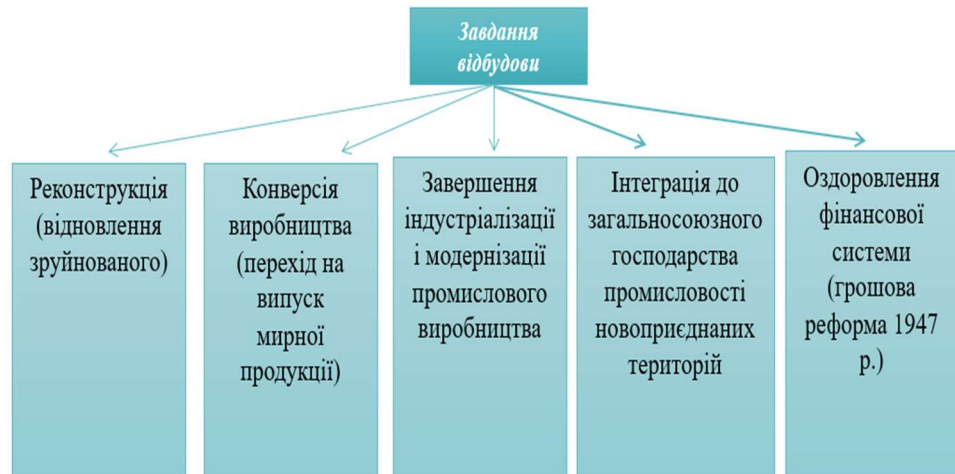 Завдання
відбудови
Реконструкція
(відновлення
зруйнованого)
Конверсія
виробництва
(перехід на
випуск
мирної
продукції)
Завершення
індустріалізації
і модернізації
промислового
виробництва
Інтеграція до
загальносоюзного
господарства
промисловості
новоприєднаних
територій
Оздоровлення
фінансової
системи
(грошова
реформа 1947
р.)